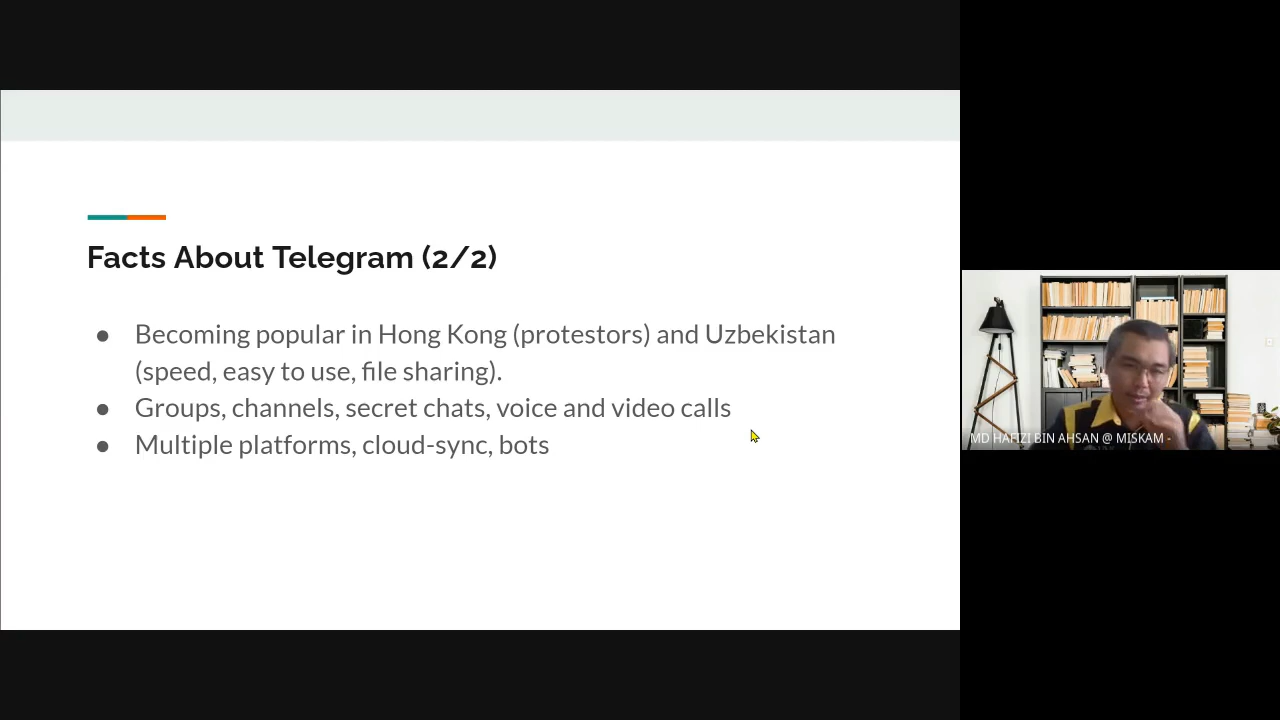 Facts About Telegram (2/2)
● Becoming popular in Hong Kong (protestors) and Uzbekistan
(speed, easy to use, file sharing).
● Groups, channels, secret chats, voice and video calls
● Multiple platforms, cloud-sync, bots
MD HAFIZI BIN AHSAN @ MISKAM -